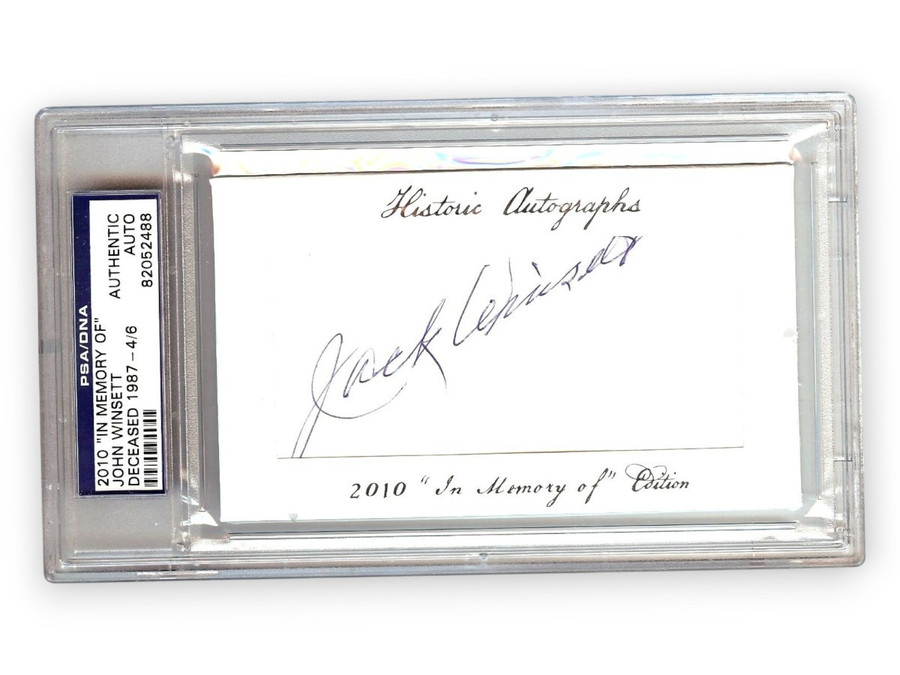 PSA/DNA
2010 "IN MEMORY OF"
JOHN WINSETT
DECEASED 1987 - 4/6
AUTHENTIC
AUTO
82052488
Historic Autographs
Jack Winsett
2010 "In Memory of" Edition